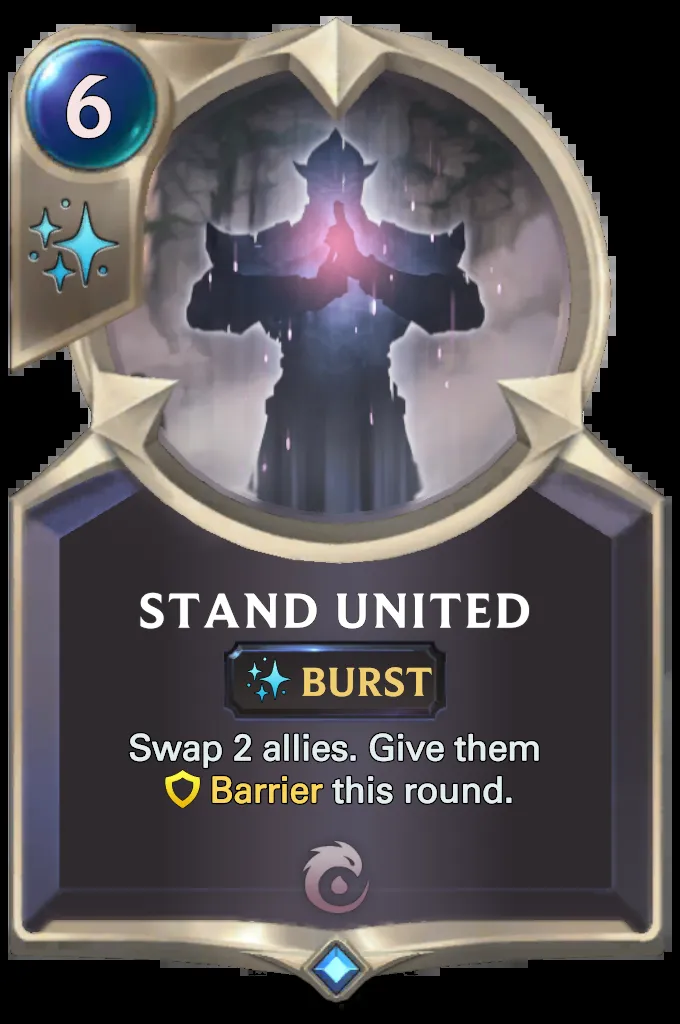 6
STAND UNITED
BURST
Swap 2 allies. Give them
Barrier this round.